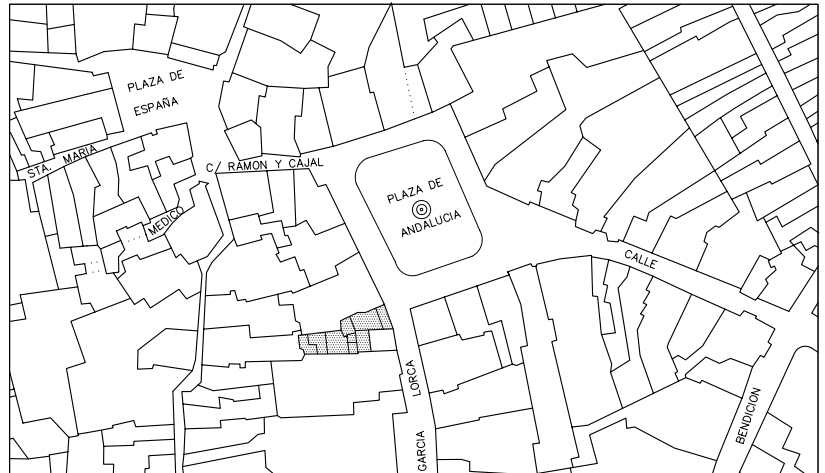 PLAZA DE
ESPAÑA
STA. MARIA
C/ RAMON Y CAJAL
MEDICO
PLAZA DE
ANDALUCIA
CALLE
GARCIA LORCA
BENDICION